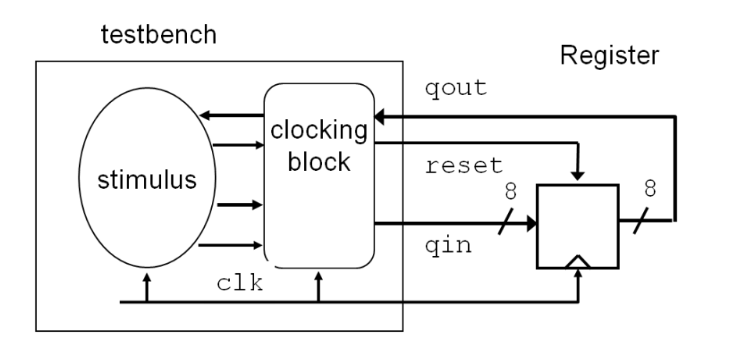 testbench
Register
qout
clocking
block
stimulus
reset
8
8
qin
clk